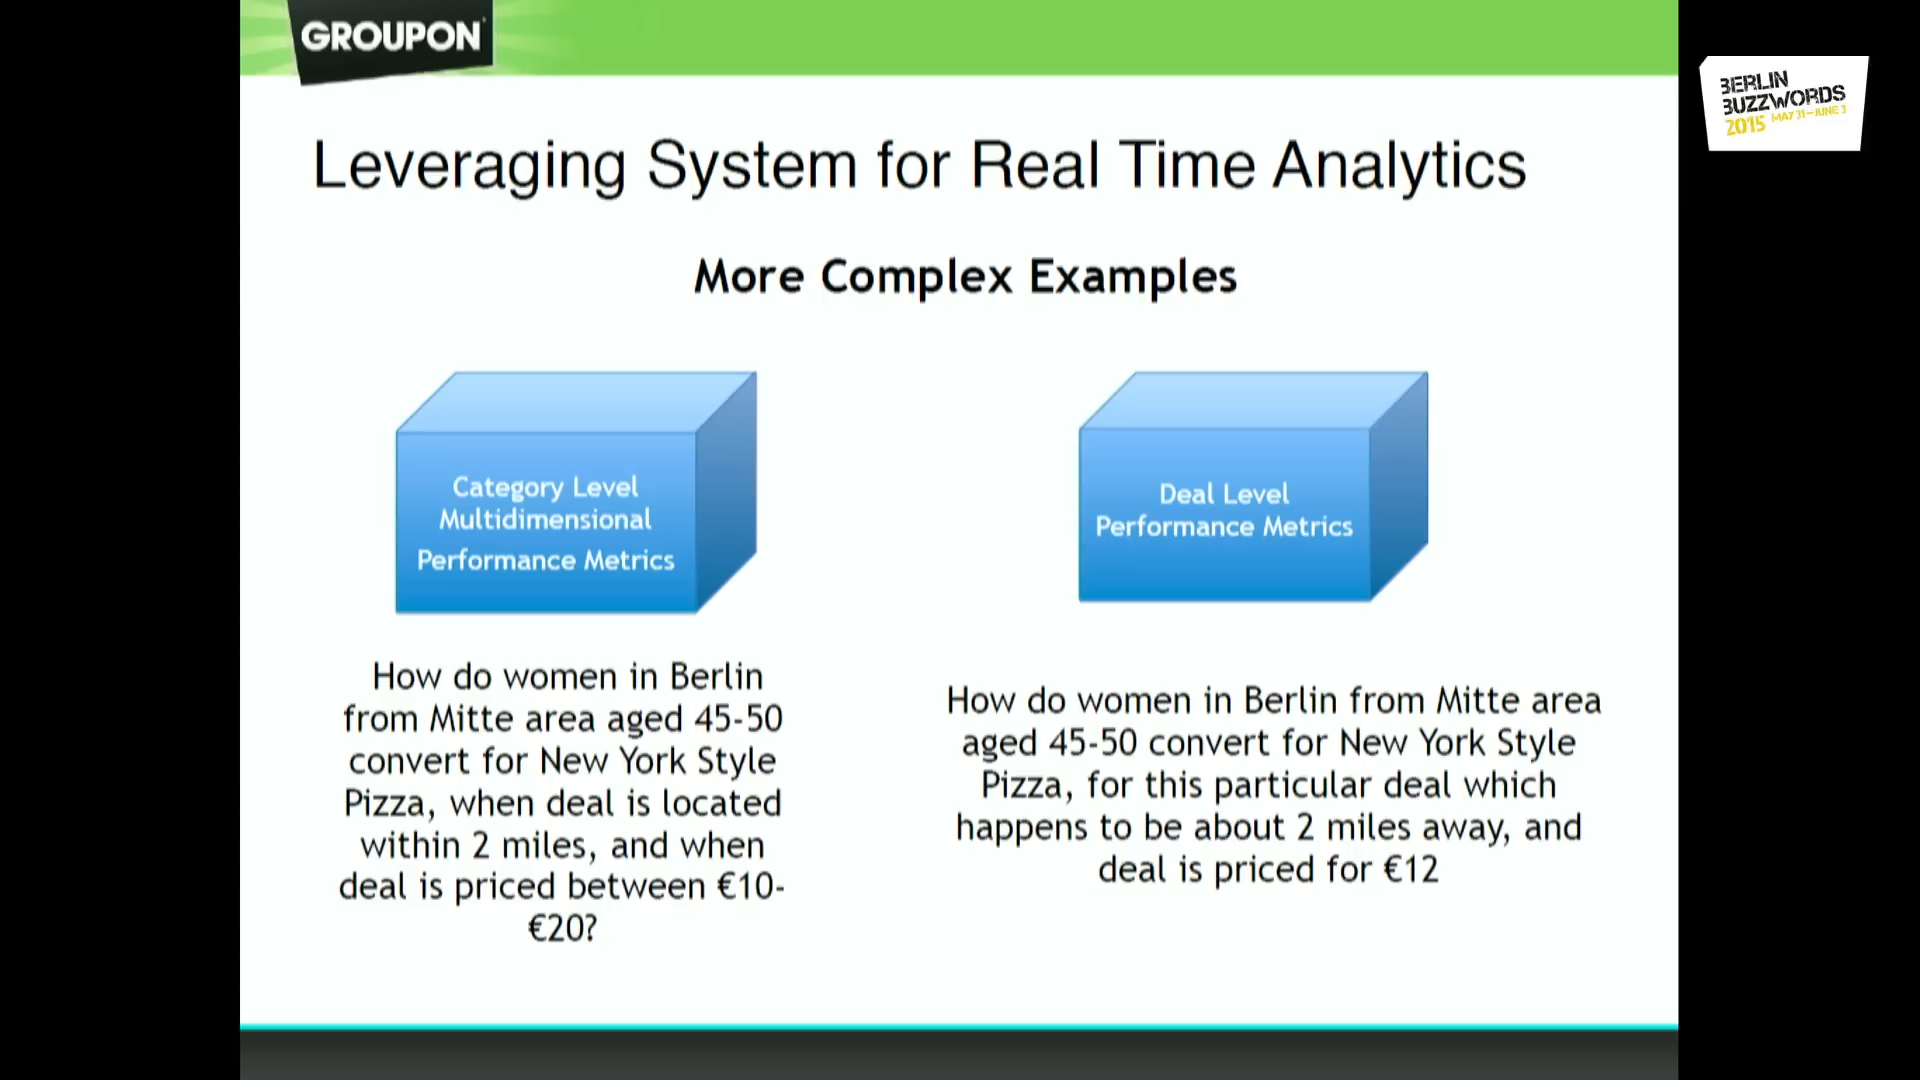 GROUPON
BERLIN
BUZZWORDS
2015 MAY 31-JUNE 3
Leveraging System for Real Time Analytics
More Complex Examples
Category Level
Multidimensional
Performance Metrics
Deal Level
Performance Metrics
How do women in Berlin
from Mitte area aged 45-50
convert for New York Style
Pizza, when deal is located
within 2 miles, and when
deal is priced between €10-
€20?
How do women in Berlin from Mitte area
aged 45-50 convert for New York Style
Pizza, for this particular deal which
happens to be about 2 miles away, and
deal is priced for €12